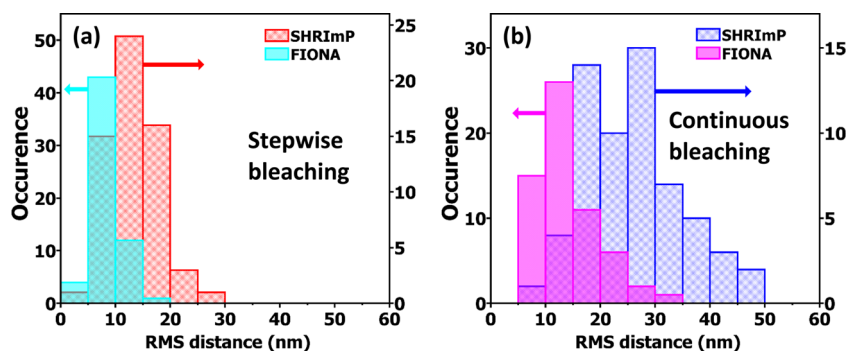 (a)
SHRImP
FIONA
Stepwise
bleaching
Occurence
50
40
30
20
10
0
25
20
15
10
5
0
0 10 20 30 40 50 60
RMS distance (nm)
(b)
SHRImP
FIONA
Continuous
bleaching
Occurence
30
20
10
0
15
10
5
0
0 10 20 30 40 50 60
RMS distance (nm)